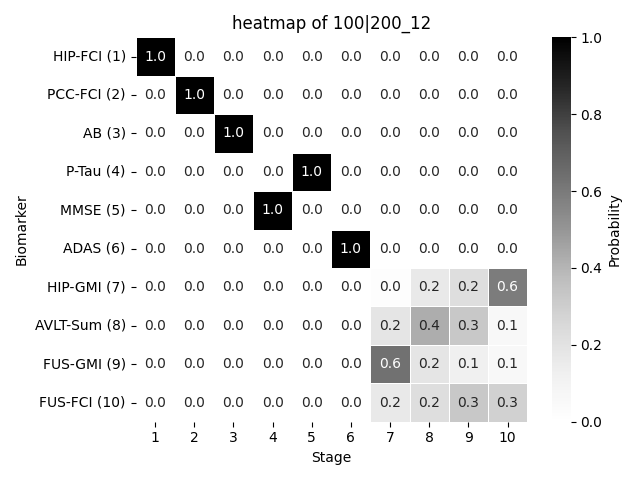 heatmap of 100|200_12
HIP-FCI (1) 1.0 0.0 0.0 0.0 0.0 0.0 0.0 0.0 0.0 0.0
PCC-FCI (2) 0.0 1.0 0.0 0.0 0.0 0.0 0.0 0.0 0.0 0.0
AB (3) 0.0 0.0 1.0 0.0 0.0 0.0 0.0 0.0 0.0 0.0
P-Tau (4) 0.0 0.0 0.0 0.0 1.0 0.0 0.0 0.0 0.0 0.0
MMSE (5) 0.0 0.0 0.0 1.0 0.0 0.0 0.0 0.0 0.0 0.0
ADAS (6) 0.0 0.0 0.0 0.0 0.0 1.0 0.0 0.0 0.0 0.0
HIP-GMI (7) 0.0 0.0 0.0 0.0 0.0 0.0 0.0 0.2 0.2 0.6
AVLT-Sum (8) 0.0 0.0 0.0 0.0 0.0 0.0 0.2 0.4 0.3 0.1
FUS-GMI (9) 0.0 0.0 0.0 0.0 0.0 0.0 0.6 0.2 0.1 0.1
FUS-FCI (10) 0.0 0.0 0.0 0.0 0.0 0.0 0.2 0.2 0.3 0.3
1 2 3 4 5 6 7 8 9 10
Stage
Biomarker
1.0
0.8
0.6
0.4
0.2
0.0
Probability